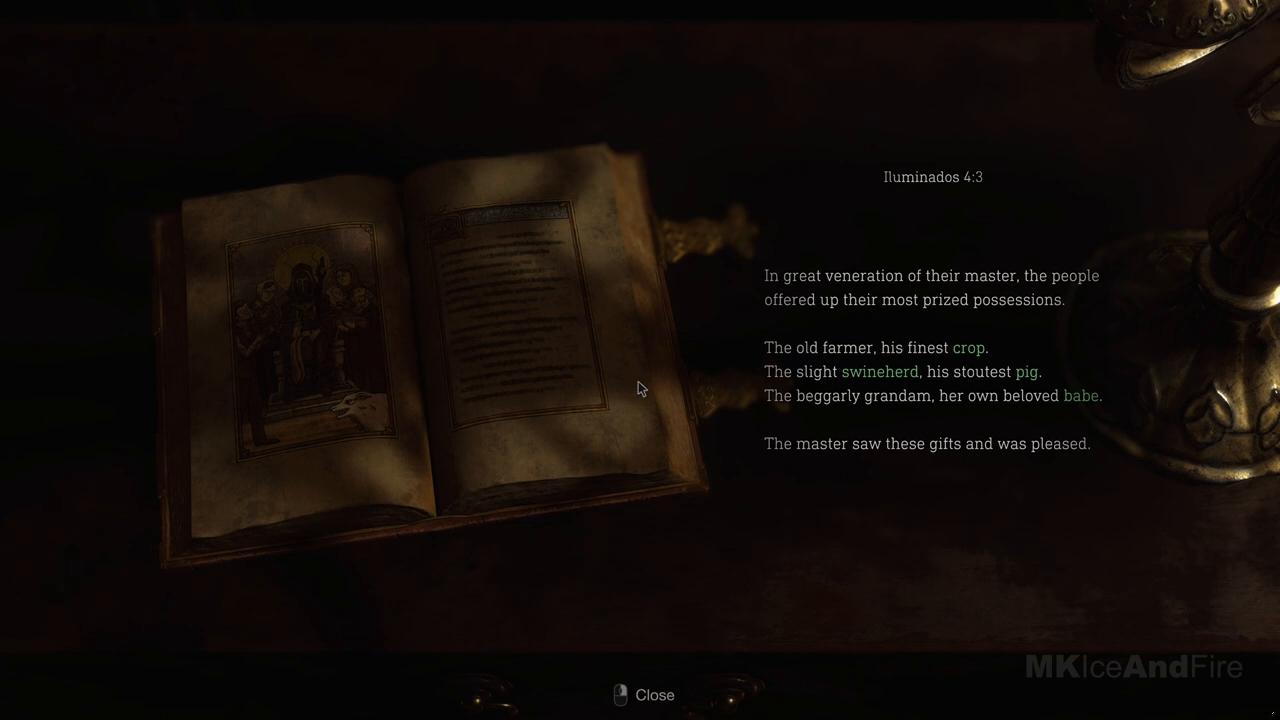 Iluminados 4:3
In great veneration of their master, the people
offered up their most prized possessions.
The old farmer, his finest crop.
The slight swineherd, his stoutest pig.
The beggarly grandam, her own beloved babe.
The master saw these gifts and was pleased.
MKIceAndFire
Close